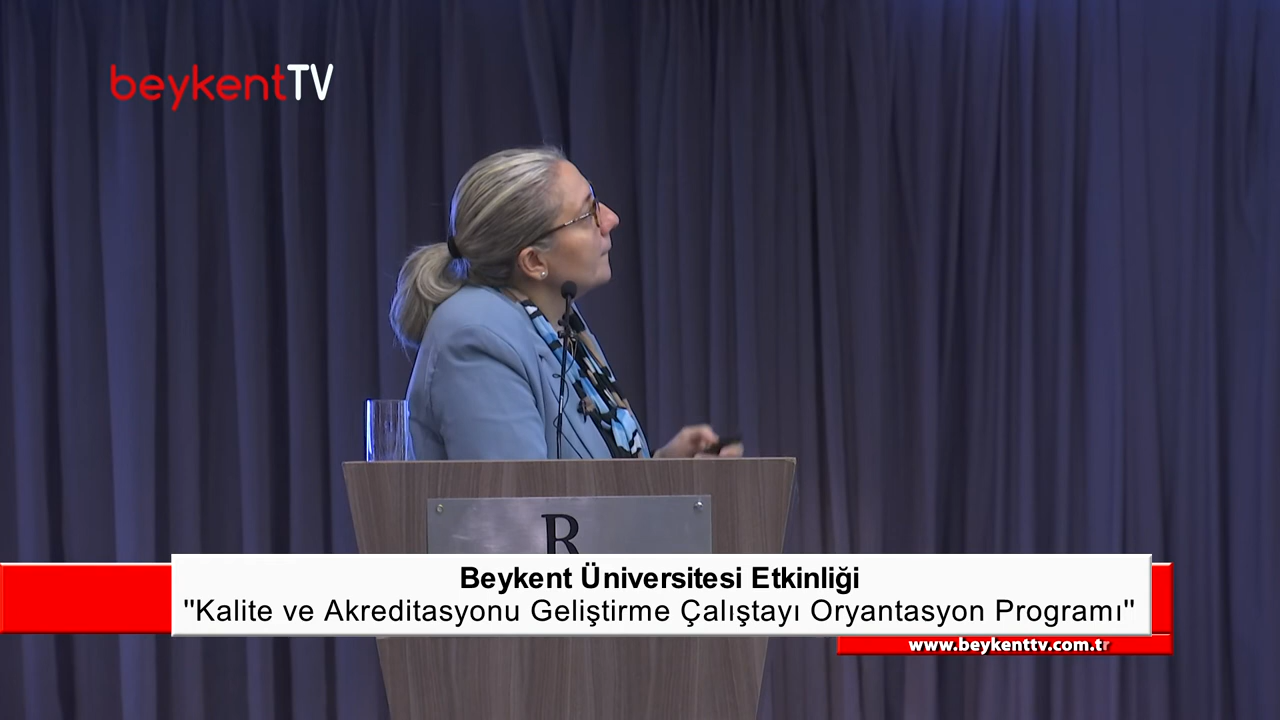 beykentTV
R
Beykent Üniversitesi Etkinliği
"Kalite ve Akreditasyonu Geliştirme Çalıştayı Oryantasyon Programı"
www.beykenttv.com.tr